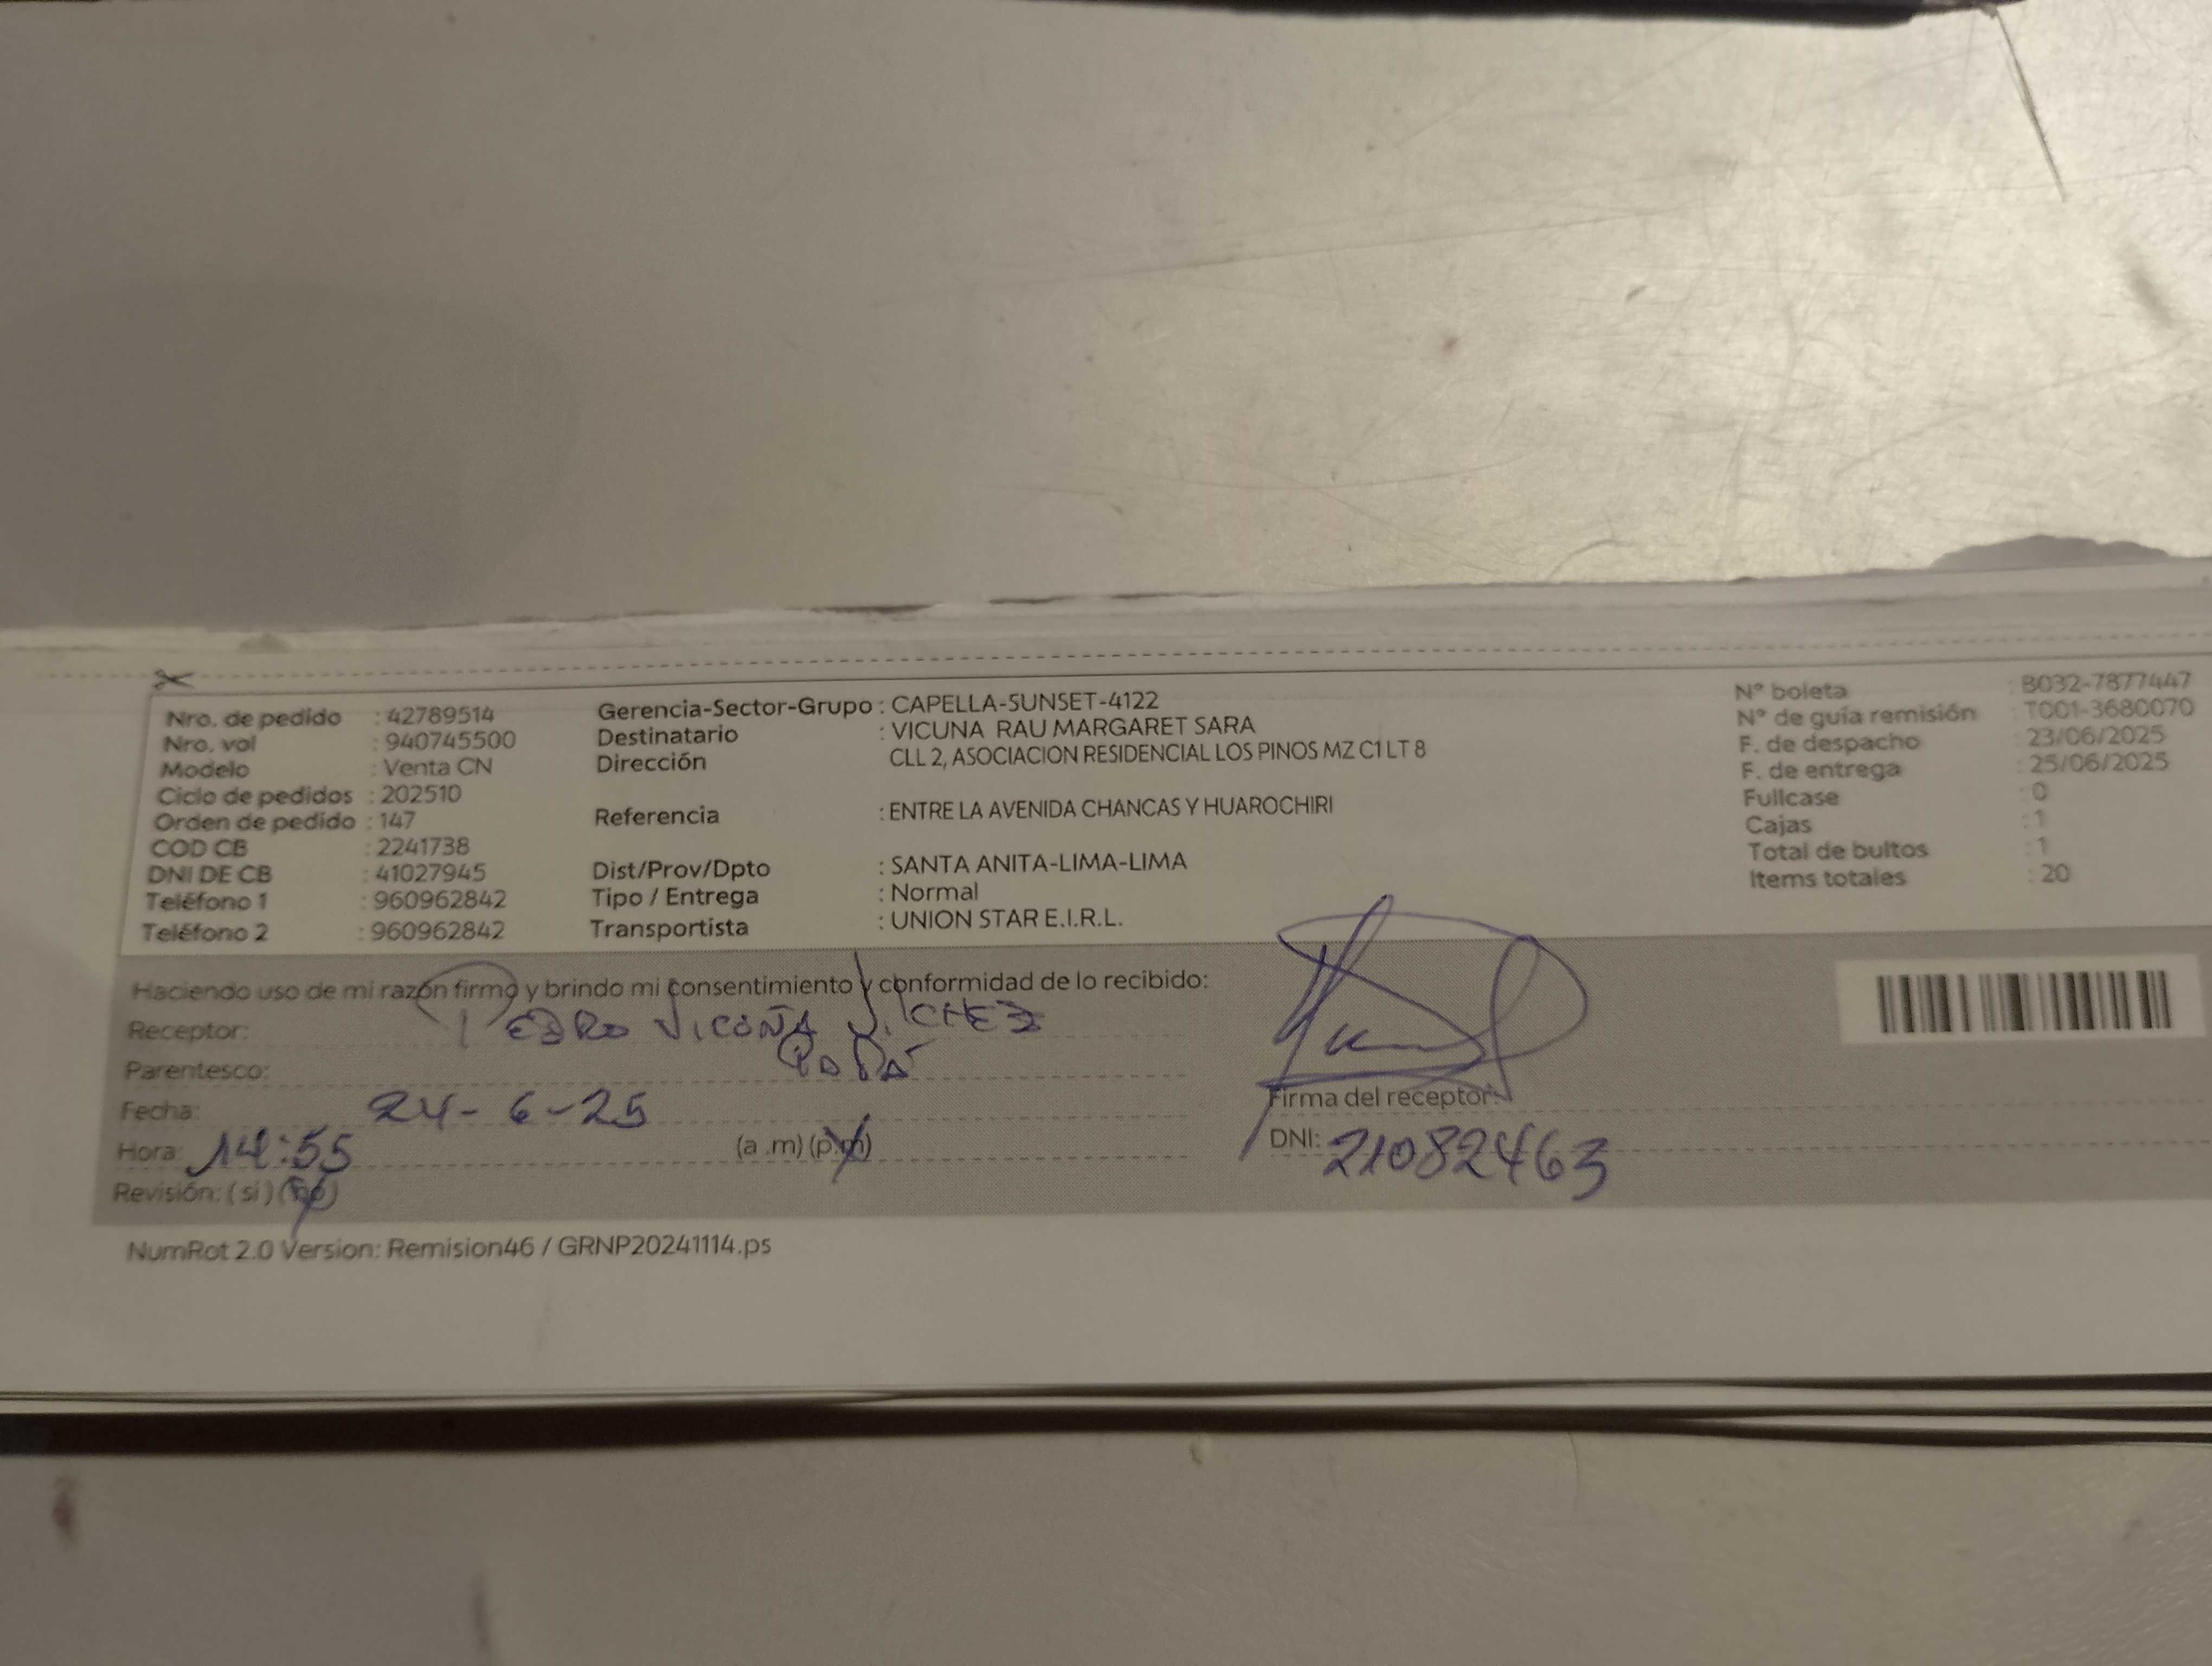 Nro. de pedido : 42789514
Nro. vol : 940745500
Modelo : Venta CN
Ciclo de pedidos : 202510
Orden de pedido : 147
COD CB : 2241738
DNI DE CB : 41027945
Teléfono 1 : 960962842
Teléfono 2 : 960962842
Gerencia-Sector-Grupo : CAPELLA-SUNSET-4122
Destinatario : VICUNA RAU MARGARET SARA
Dirección CLL 2, ASOCIACION RESIDENCIAL LOS PINOS MZ C1 LT 8
Referencia : ENTRE LA AVENIDA CHANCAS Y HUAROCHIRI
Dist/Prov/Dpto : SANTA ANITA-LIMA-LIMA
Tipo / Entrega : Normal
Transportista : UNION STAR E.I.R.L.
N° boleta : B032-7877447
N° de guía remisión : T001-3680070
F. de despacho : 23/06/2025
F. de entrega : 25/06/2025
Fullcase : 0
Cajas : 1
Total de bultos : 1
Items totales : 20
Haciendo uso de mi razón firmo y brindo mi consentimiento y conformidad de lo recibido:
Receptor: PEDRO VICUÑA VILCHEZ
Parentesco: PaPá
Fecha: 24-6-25
Hora: 14:55 (a .m) (p.m)
Revisión: ( si ) (no)
Firma del receptor:
DNI: 21082463
NumRot 2.0 Version: Remision46 / GRNP20241114.ps